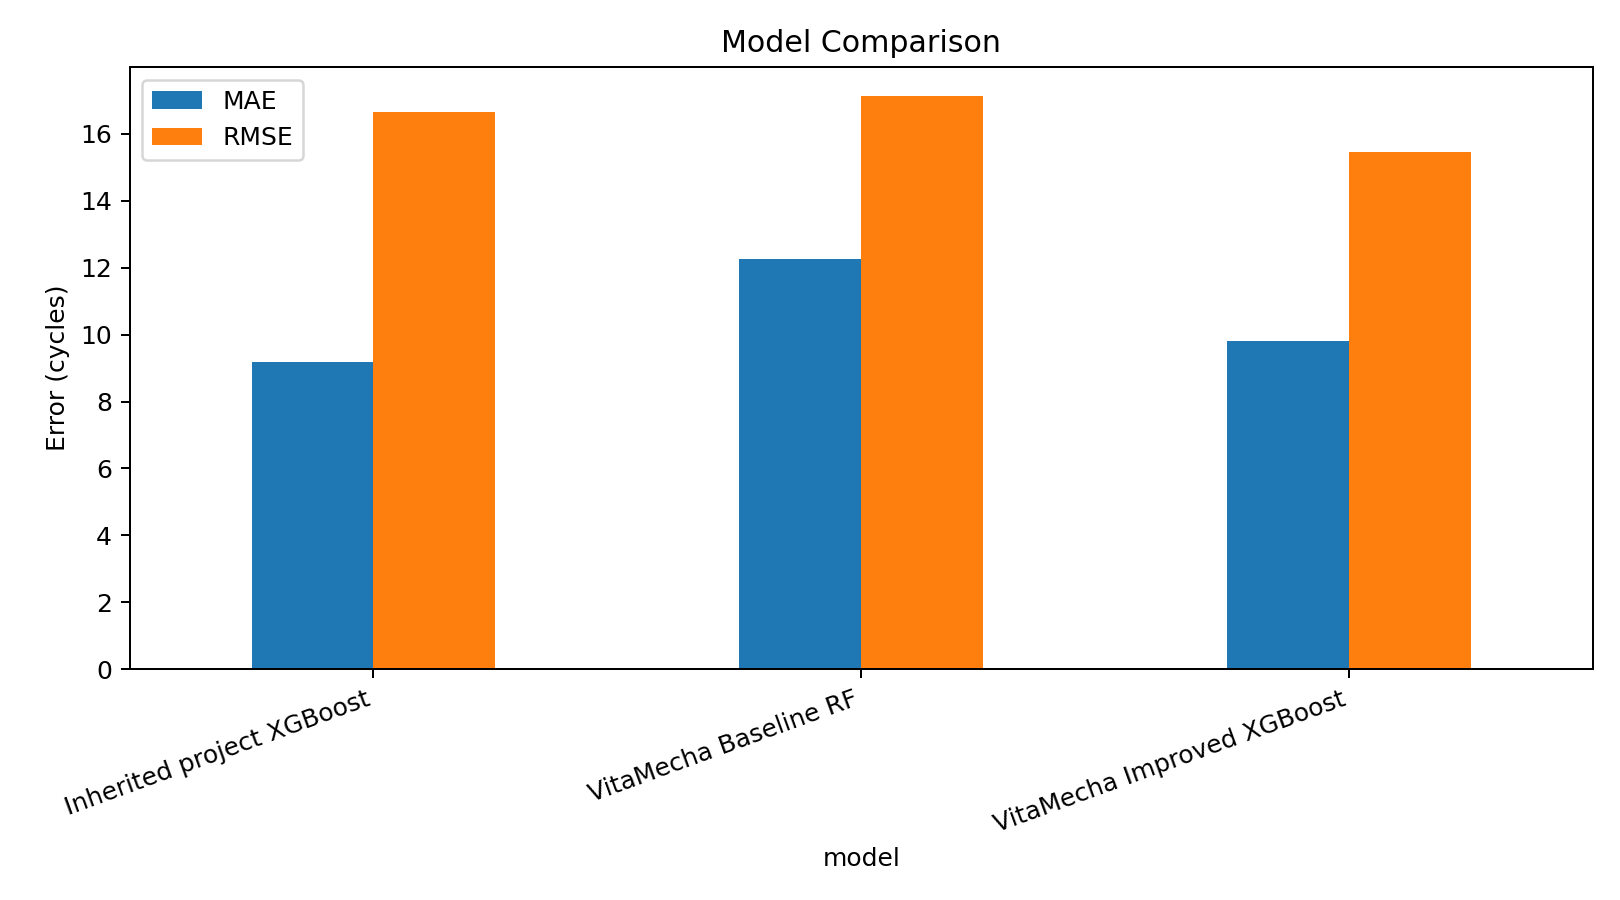 Model Comparison
MAE
RMSE
Error (cycles)
16
14
12
10
8
6
4
2
0
Inherited project XGBoost
VitaMecha Baseline RF
VitaMecha Improved XGBoost
model